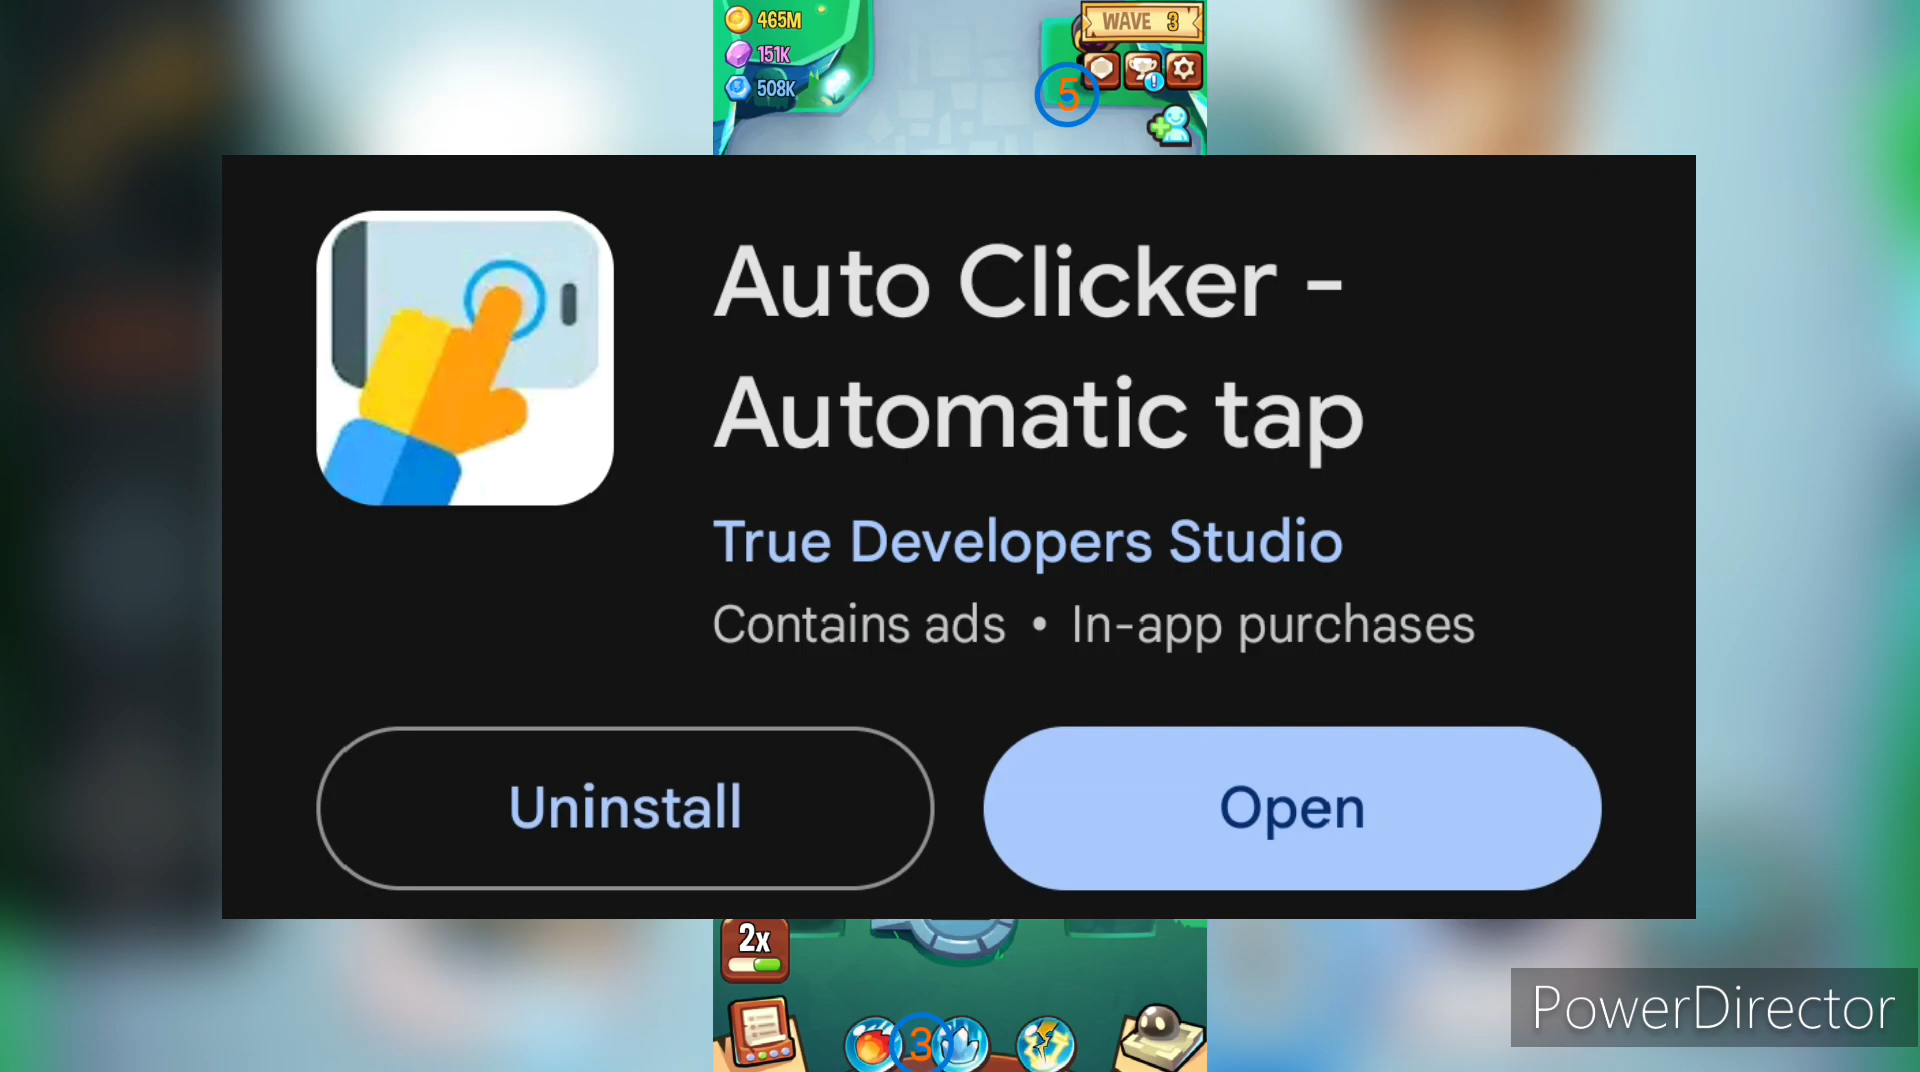 465M
151K
508K
WAVE 3
5
Auto Clicker -
Automatic tap
True Developers Studio
Contains ads • In-app purchases
Uninstall
Open
2x
3
PowerDirector